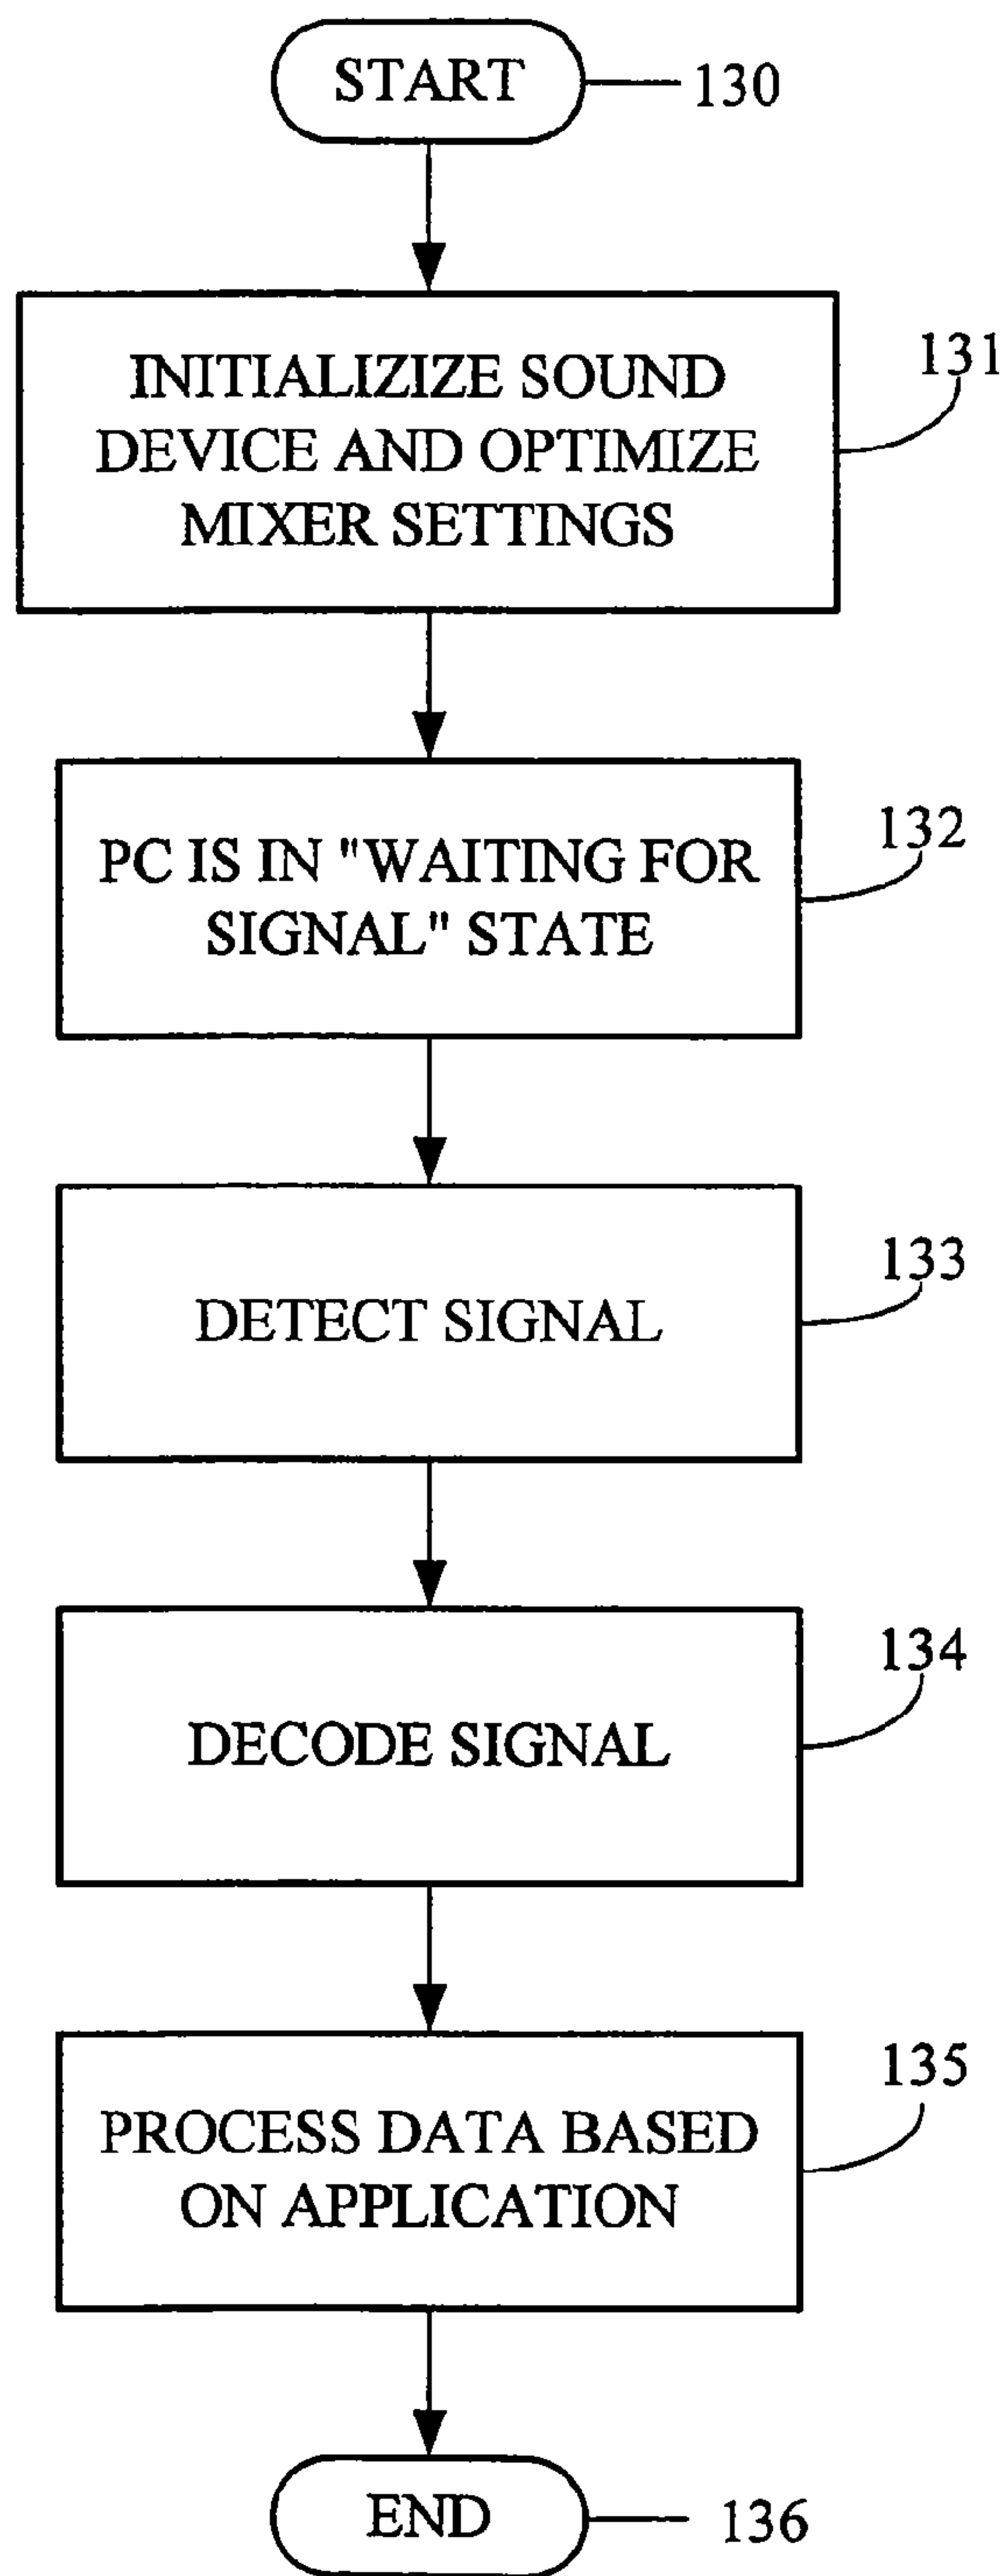 START
130
INITIALIZIZE SOUND
DEVICE AND OPTIMIZE
MIXER SETTINGS
131
PC IS IN "WAITING FOR
SIGNAL" STATE
132
DETECT SIGNAL
133
DECODE SIGNAL
134
PROCESS DATA BASED
ON APPLICATION
135
END
136